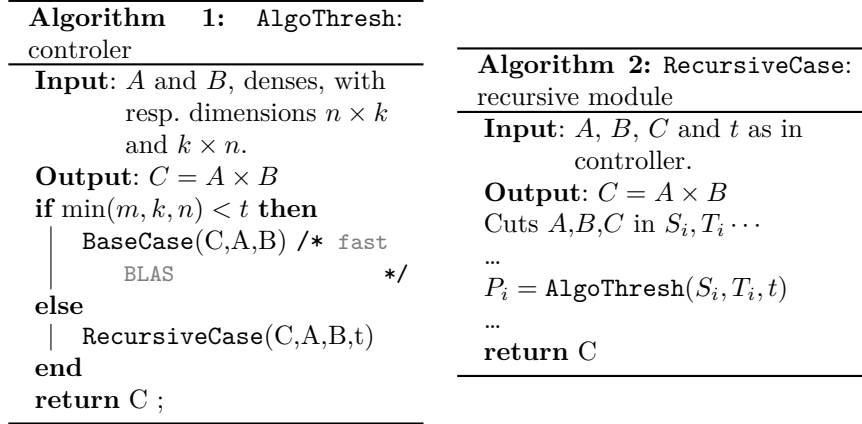 Algorithm 1: AlgoThresh:
controler
Input: A and B, denses, with
resp. dimensions n × k
and k × n.
Output: C = A × B
if min(m, k, n) < t then
BaseCase(C,A,B) /* fast
BLAS */
else
RecursiveCase(C,A,B,t)
end
return C ;
Algorithm 2: RecursiveCase:
recursive module
Input: A, B, C and t as in
controller.
Output: C = A × B
Cuts A,B,C in S_i, T_i ⋯
…
P_i = AlgoThresh(S_i, T_i, t)
…
return C